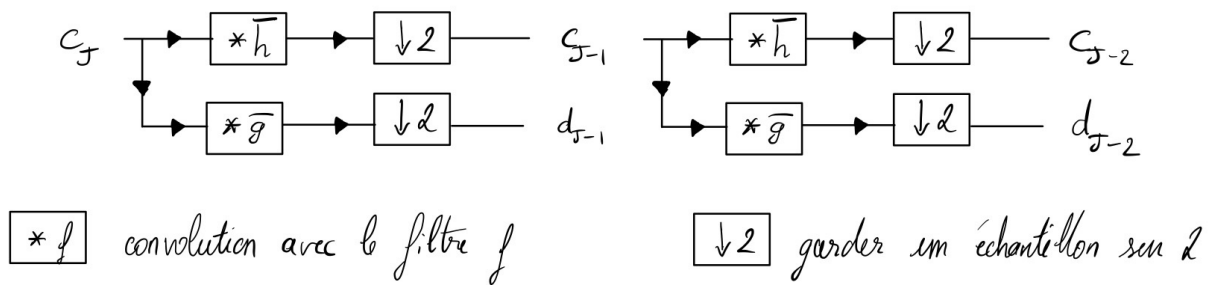 c_J * h̅ ↓2 c_{J-1} * h̅ ↓2 c_{J-2}
* g̅ ↓2 d_{J-1} * g̅ ↓2 d_{J-2}
* f convolution avec le filtre f ↓2 garder un échantillon sur 2